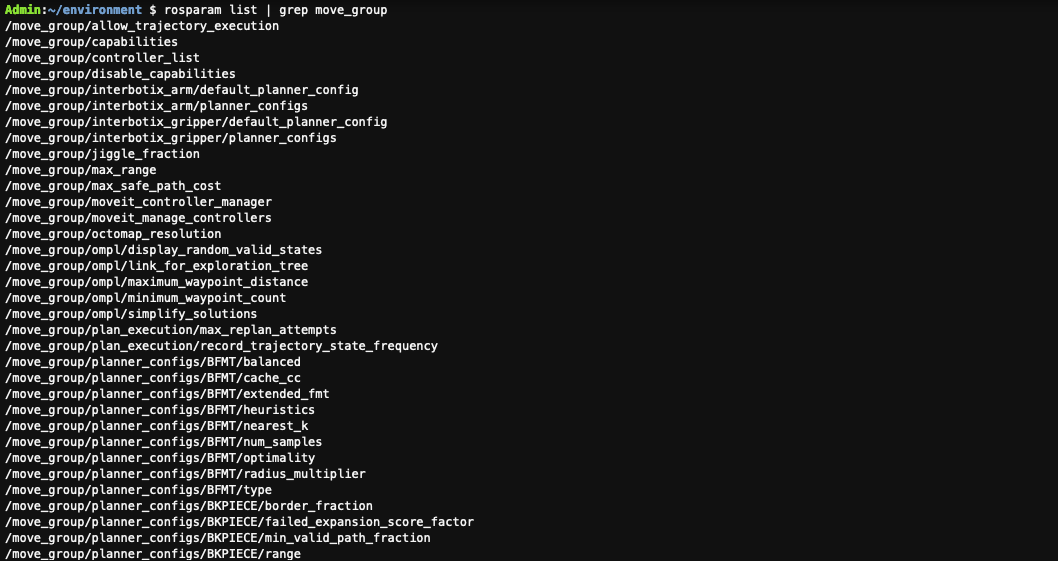 Admin:~/environment $ rosparam list | grep move_group
/move_group/allow_trajectory_execution
/move_group/capabilities
/move_group/controller_list
/move_group/disable_capabilities
/move_group/interbotix_arm/default_planner_config
/move_group/interbotix_arm/planner_configs
/move_group/interbotix_gripper/default_planner_config
/move_group/interbotix_gripper/planner_configs
/move_group/jiggle_fraction
/move_group/max_range
/move_group/max_safe_path_cost
/move_group/moveit_controller_manager
/move_group/moveit_manage_controllers
/move_group/octomap_resolution
/move_group/ompl/display_random_valid_states
/move_group/ompl/link_for_exploration_tree
/move_group/ompl/maximum_waypoint_distance
/move_group/ompl/minimum_waypoint_count
/move_group/ompl/simplify_solutions
/move_group/plan_execution/max_replan_attempts
/move_group/plan_execution/record_trajectory_state_frequency
/move_group/planner_configs/BFMT/balanced
/move_group/planner_configs/BFMT/cache_cc
/move_group/planner_configs/BFMT/extended_fmt
/move_group/planner_configs/BFMT/heuristics
/move_group/planner_configs/BFMT/nearest_k
/move_group/planner_configs/BFMT/num_samples
/move_group/planner_configs/BFMT/optimality
/move_group/planner_configs/BFMT/radius_multiplier
/move_group/planner_configs/BFMT/type
/move_group/planner_configs/BKPIECE/border_fraction
/move_group/planner_configs/BKPIECE/failed_expansion_score_factor
/move_group/planner_configs/BKPIECE/min_valid_path_fraction
/move_group/planner_configs/BKPIECE/range